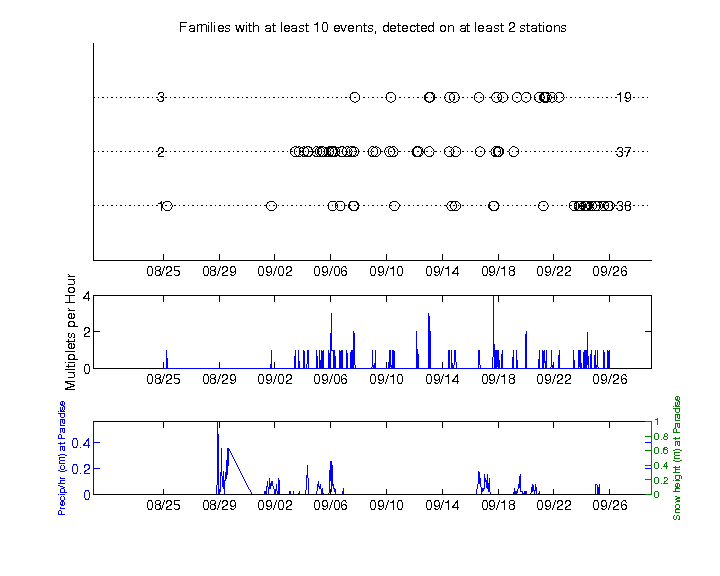 Families with at least 10 events, detected on at least 2 stations
3 19
2 37
1 38
08/25 08/29 09/02 09/06 09/10 09/14 09/18 09/22 09/26
Multiplets per Hour
4
2
0
08/25 08/29 09/02 09/06 09/10 09/14 09/18 09/22 09/26
Precip/hr (cm) at Paradise
0.4
0.2
0
Snow height (m) at Paradise
1
0.8
0.6
0.4
0.2
0
08/25 08/29 09/02 09/06 09/10 09/14 09/18 09/22 09/26